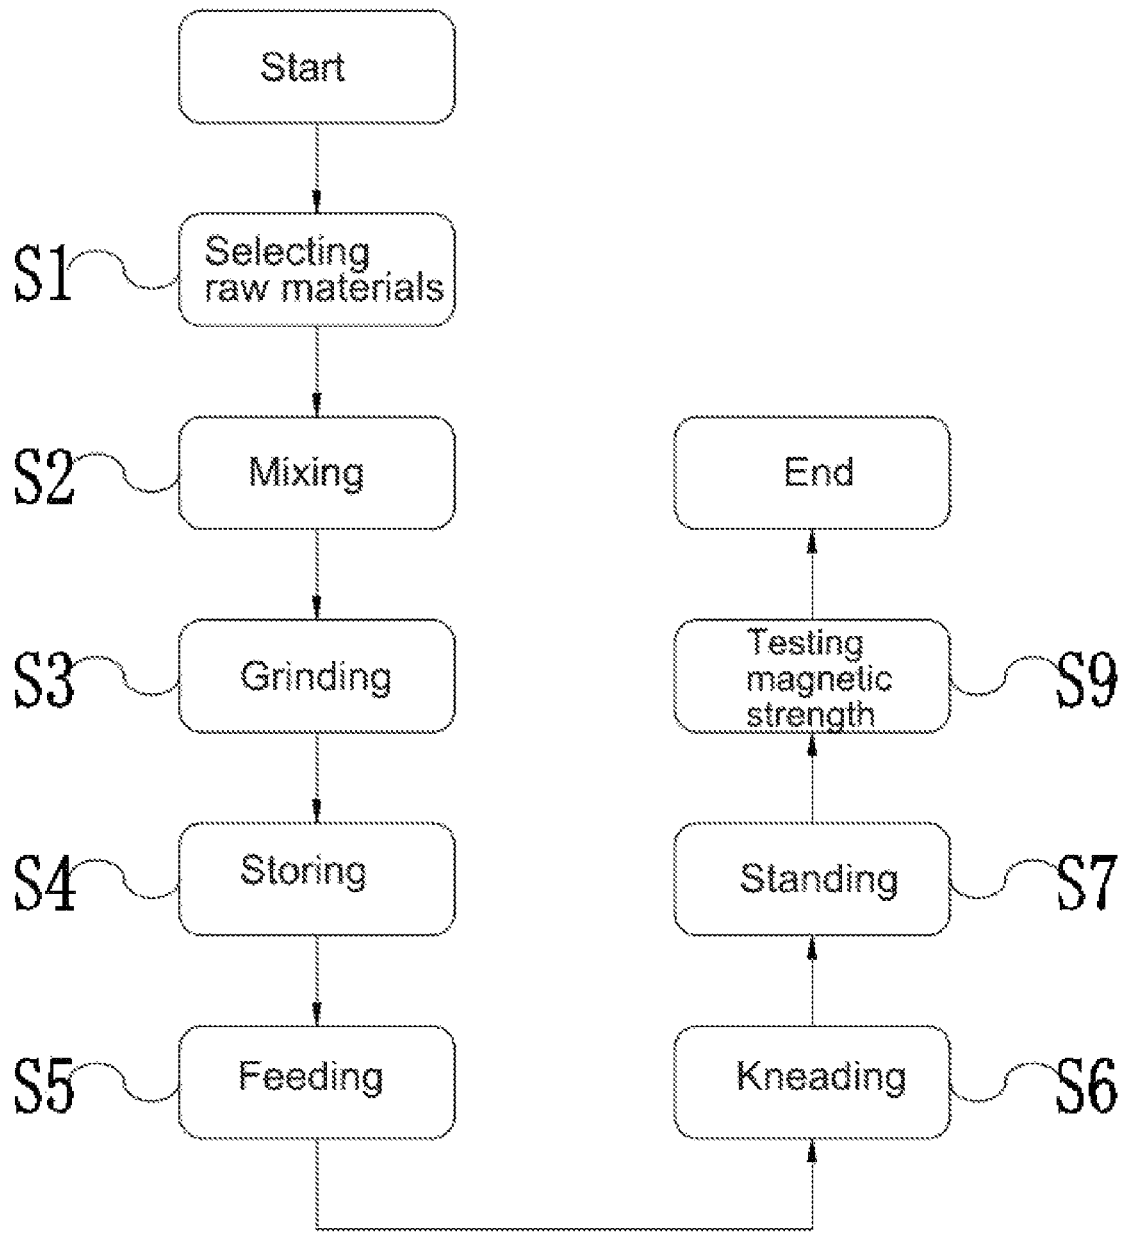 Start
S1
Selecting
raw materials
S2
Mixing
S3
Grinding
S4
Storing
S5
Feeding
Kneading
S6
Standing
S7
Testing
magnetic
strength
S9
End